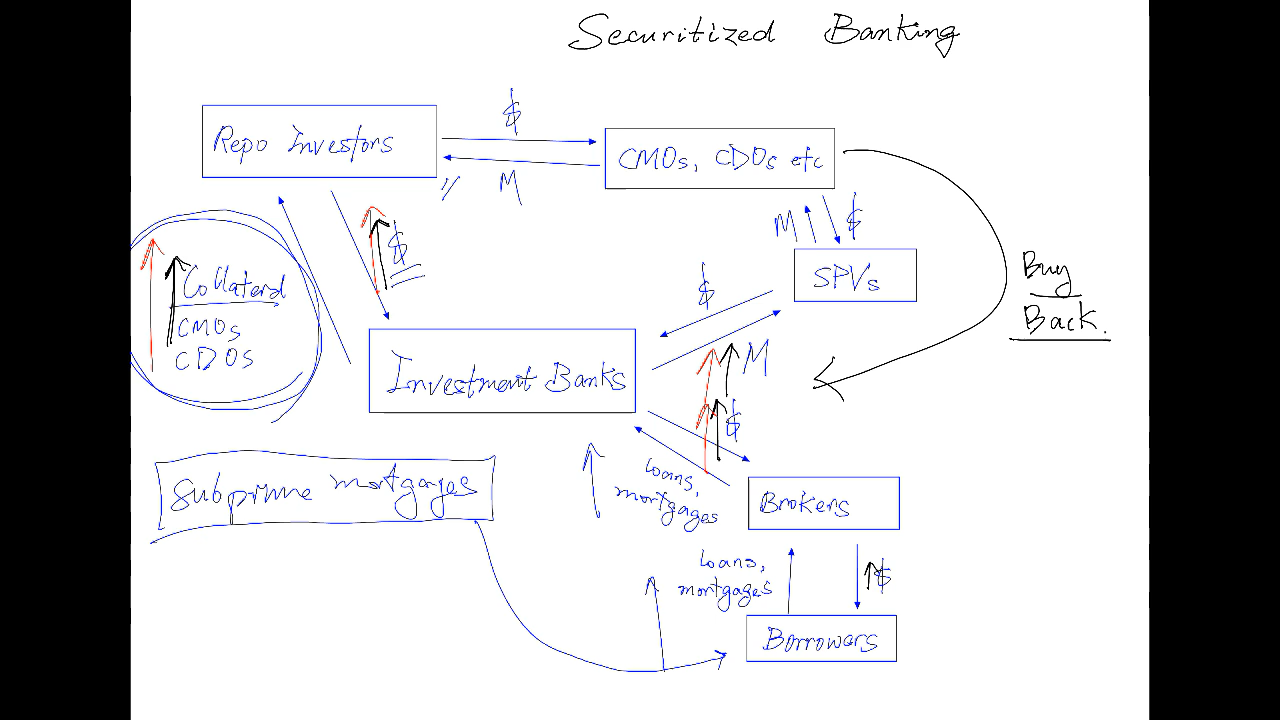 Securitized Banking
$
Repo Investors
CMOs, CDOs etc
M
M
$
$
Collateral
CMOs
CDOs
$
SPVs
Buy
Back.
Investment Banks
M
$
loans,
mortgages
Subprime mortgages
Brokers
loans,
mortgages
$
Borrowars